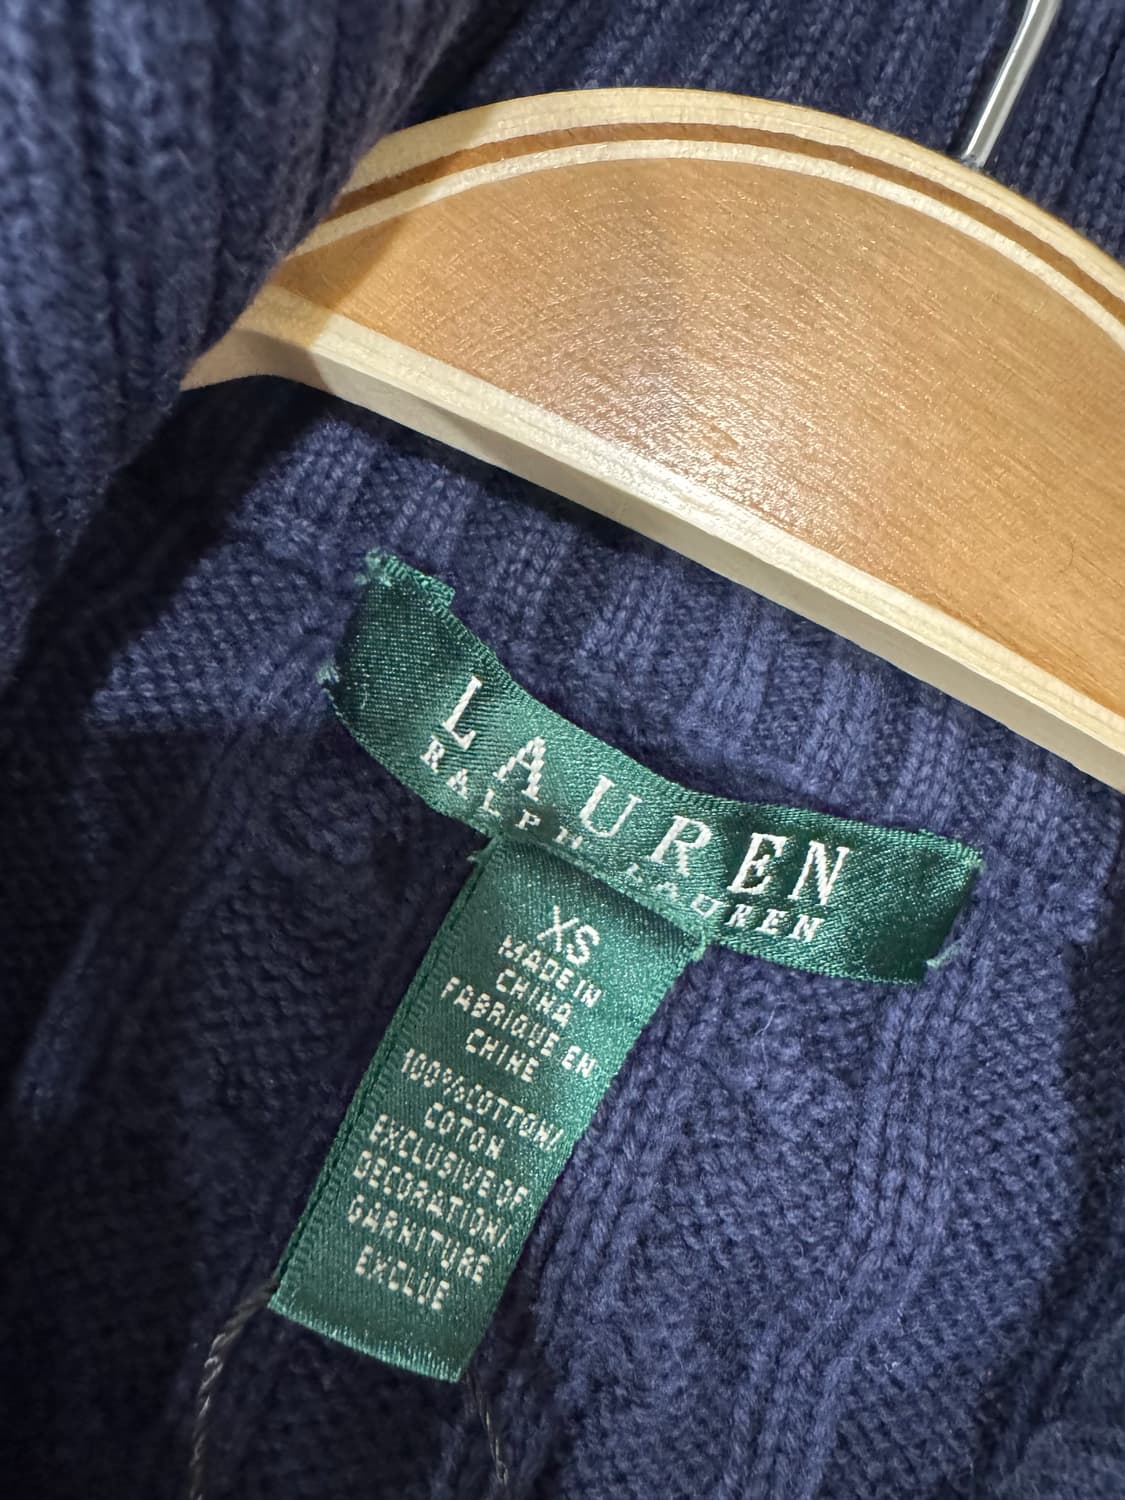 LAUREN
RALPH LAUREN
XS
MADE IN
CHINA
FABRIQUE EN
CHINE
100%COTTON/
COTON
EXCLUSIVE OF
DECORATION/
GARNITURE
EXCLUE